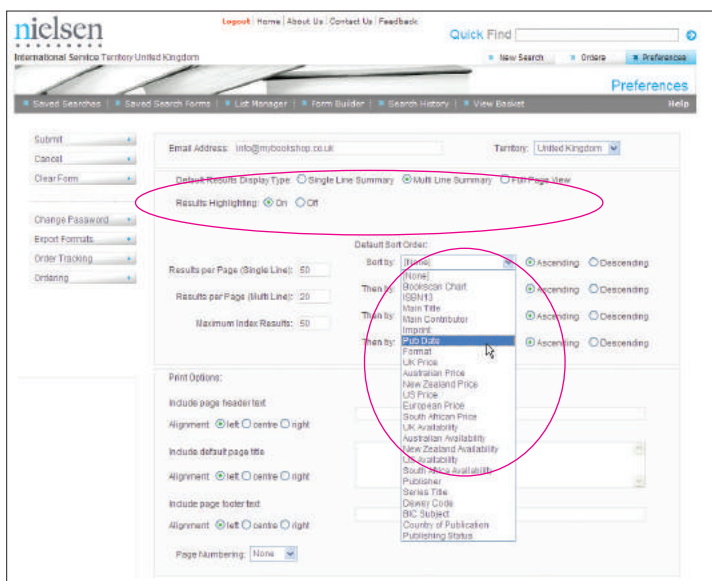 Logout | Home | About Us | Contact Us | Feedback
nielsen
Quick Find
International Service Territory United Kingdom
New Search
Orders
Preferences
Preferences
Saved Searches | Saved Search Forms | List Manager | Form Builder | Search History | View Basket
Help
Submit
Cancel
Clear Form
Change Password
Export Formats
Order Tracking
Ordering
Email Address: info@mybookshop.co.uk
Territory: United Kingdom
Default Results Display Type: Single Line Summary Multi Line Summary Full Page View
Results Highlighting: On Off
Default Sort Order:
Sort by: [None] Ascending Descending
Results per Page (Single Line): 50
Then by: Ascending Descending
Results per Page (Multi Line): 20
Then by: Ascending Descending
Maximum Index Results: 50
Then by: Ascending Descending
[None]
Bookscan Chart
ISBN13
Main Title
Main Contributor
Imprint
Pub Date
Format
UK Price
Australian Price
New Zealand Price
US Price
European Price
South African Price
UK Availability
Australian Availability
New Zealand Availability
US Availability
South Africa Availability
Publisher
Series Title
Dewey Code
BIC Subject
Country of Publication
Publishing Status
Print Options:
Include page header text
Alignment left centre right
Include default page title
Alignment left centre right
Include page footer text
Alignment left centre right
Page Numbering: None